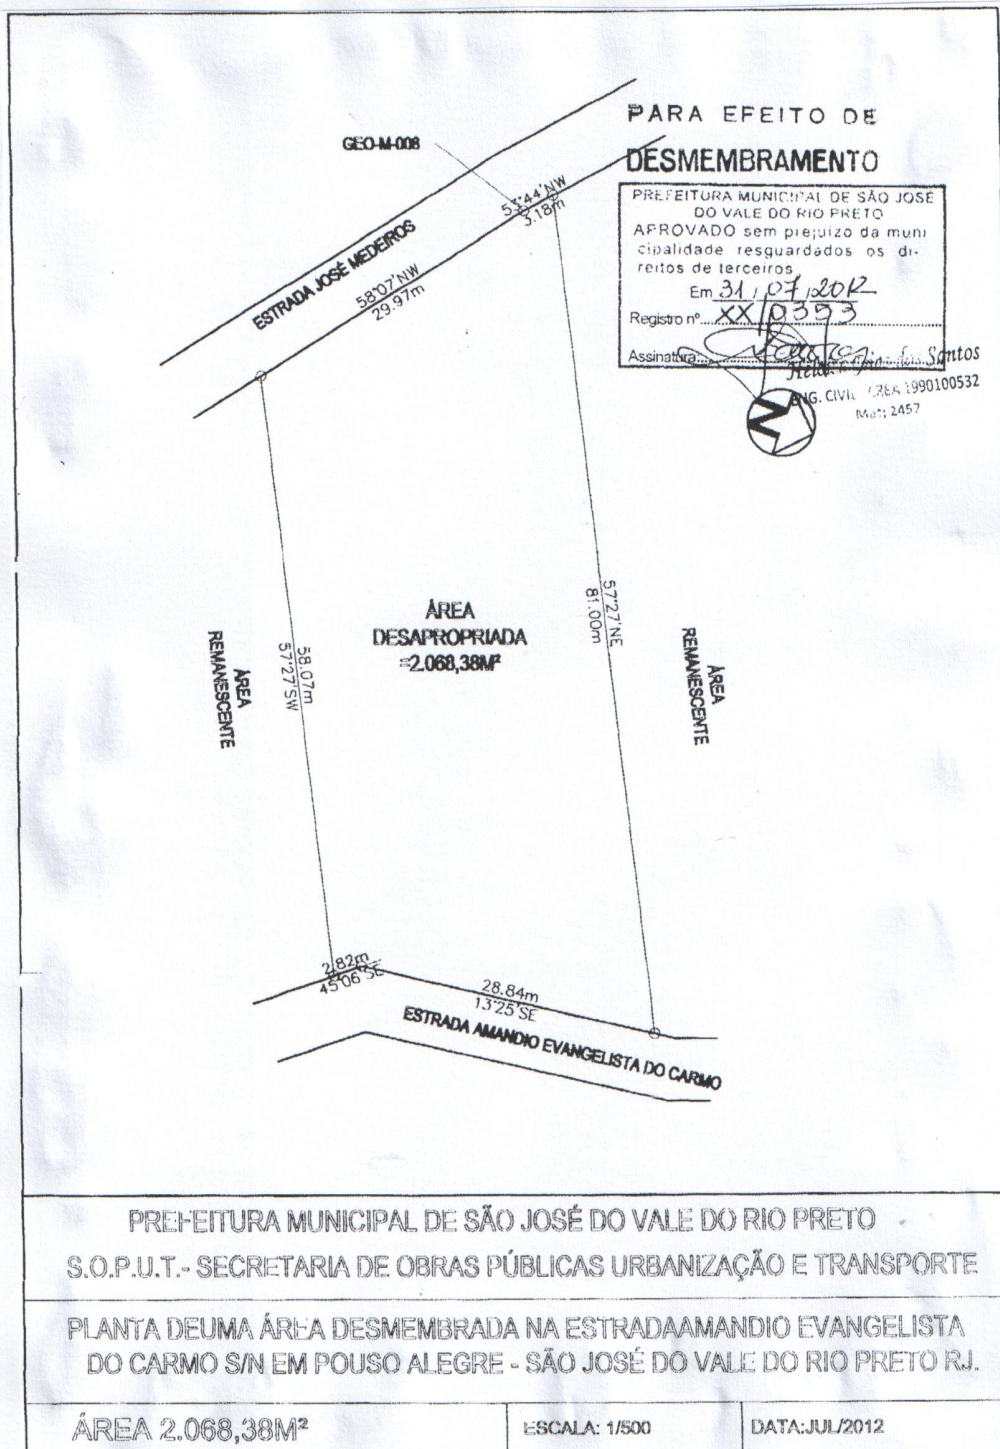 PARA EFEITO DE
DESMEMBRAMENTO
PREFEITURA MUNICIPAL DE SÃO JOSÉ
DO VALE DO RIO PRETO
APROVADO sem prejuizo da muni
cipalidade resguardados os di-
reitos de terceiros
Em 31/07/2012
Registro nº XX/0393
Assinatura
dos Santos
ENG. CIVIL CREA 1990100532
Mat; 2457
N
GEO-M-008
53°44'NW
3.18m
ESTRADA JOSÉ MEDEIROS
58°07'NW
29.97m
57°27'NE
81.00m
ÁREA
DESAPROPRIADA
=2.068,38M²
58.07m
57°27'SW
ÁREA
REMANESCENTE
ÁREA
REMANESCENTE
2.82m
45°06'SE
28.84m
13°25'SE
ESTRADA AMANDIO EVANGELISTA DO CARMO
PREFEITURA MUNICIPAL DE SÃO JOSÉ DO VALE DO RIO PRETO
S.O.P.U.T.- SECRETARIA DE OBRAS PÚBLICAS URBANIZAÇÃO E TRANSPORTE
PLANTA DEUMA ÁREA DESMEMBRADA NA ESTRADAAMANDIO EVANGELISTA
DO CARMO S/N EM POUSO ALEGRE - SÃO JOSÉ DO VALE DO RIO PRETO RJ.
ÁREA 2.068,38M²
ESCALA: 1/500
DATA:JUL/2012